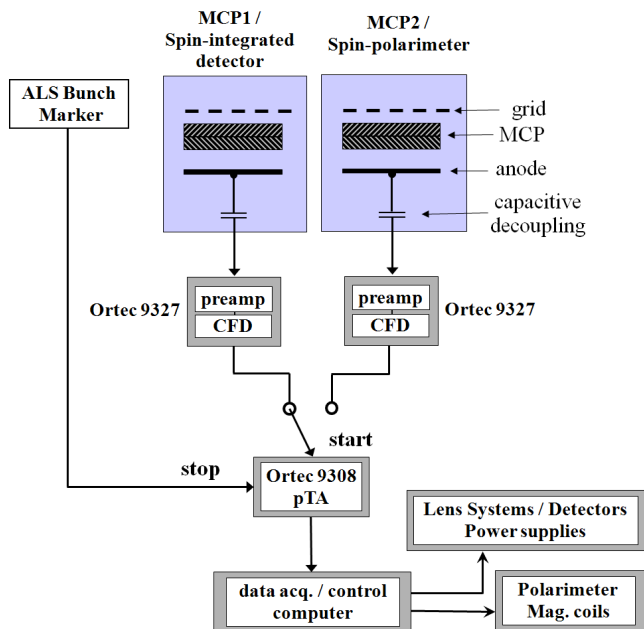 MCP1 /
Spin-integrated
detector
MCP2 /
Spin-polarimeter
ALS Bunch
Marker
grid
MCP
anode
capacitive
decoupling
Ortec 9327
preamp
CFD
preamp
CFD
Ortec 9327
start
stop
Ortec 9308
pTA
Lens Systems / Detectors
Power supplies
data acq. / control
computer
Polarimeter
Mag. coils